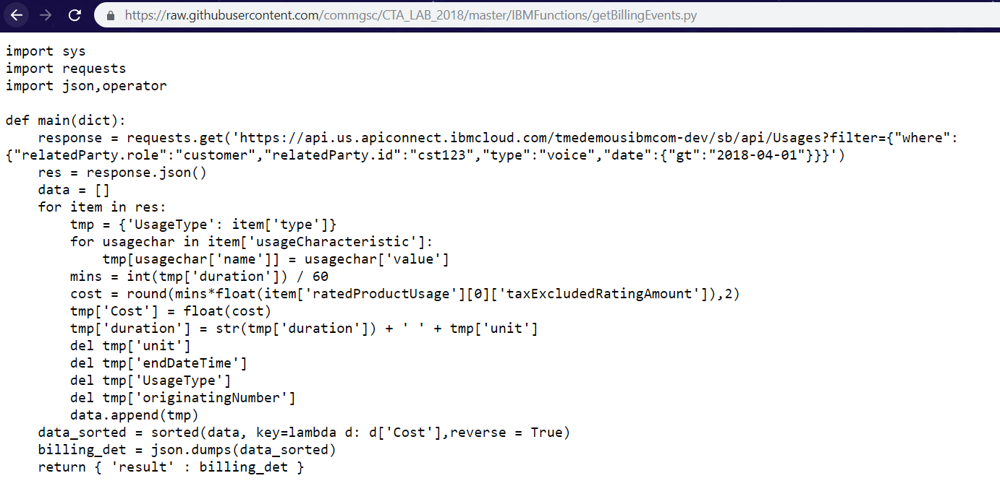 https://raw.githubusercontent.com/commgsc/CTA_LAB_2018/master/IBMFunctions/getBillingEvents.py
import sys
import requests
import json,operator

def main(dict):
    response = requests.get('https://api.us.apiconnect.ibmcloud.com/tmedemousibmcom-dev/sb/api/Usages?filter={"where":
{"relatedParty.role":"customer","relatedParty.id":"cst123","type":"voice","date":{"gt":"2018-04-01"}}}')
    res = response.json()
    data = []
    for item in res:
        tmp = {'UsageType': item['type']}
        for usagechar in item['usageCharacteristic']:
            tmp[usagechar['name']] = usagechar['value']
        mins = int(tmp['duration']) / 60
        cost = round(mins*float(item['ratedProductUsage'][0]['taxExcludedRatingAmount']),2)
        tmp['Cost'] = float(cost)
        tmp['duration'] = str(tmp['duration']) + ' ' + tmp['unit']
        del tmp['unit']
        del tmp['endDateTime']
        del tmp['UsageType']
        del tmp['originatingNumber']
        data.append(tmp)
    data_sorted = sorted(data, key=lambda d: d['Cost'],reverse = True)
    billing_det = json.dumps(data_sorted)
    return { 'result' : billing_det }